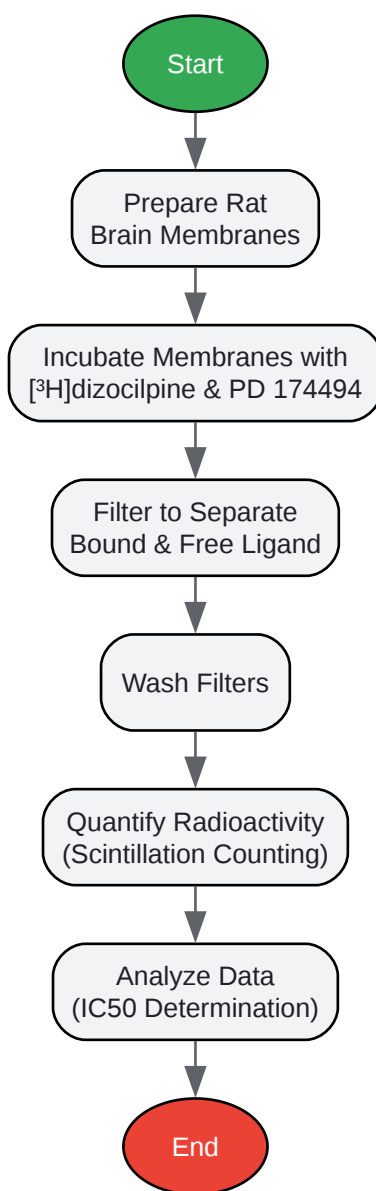 Start
Prepare Rat
Brain Membranes
Incubate Membranes with
[³H]dizocilpine & PD 174494
Filter to Separate
Bound & Free Ligand
Wash Filters
Quantify Radioactivity
(Scintillation Counting)
Analyze Data
(IC50 Determination)
End